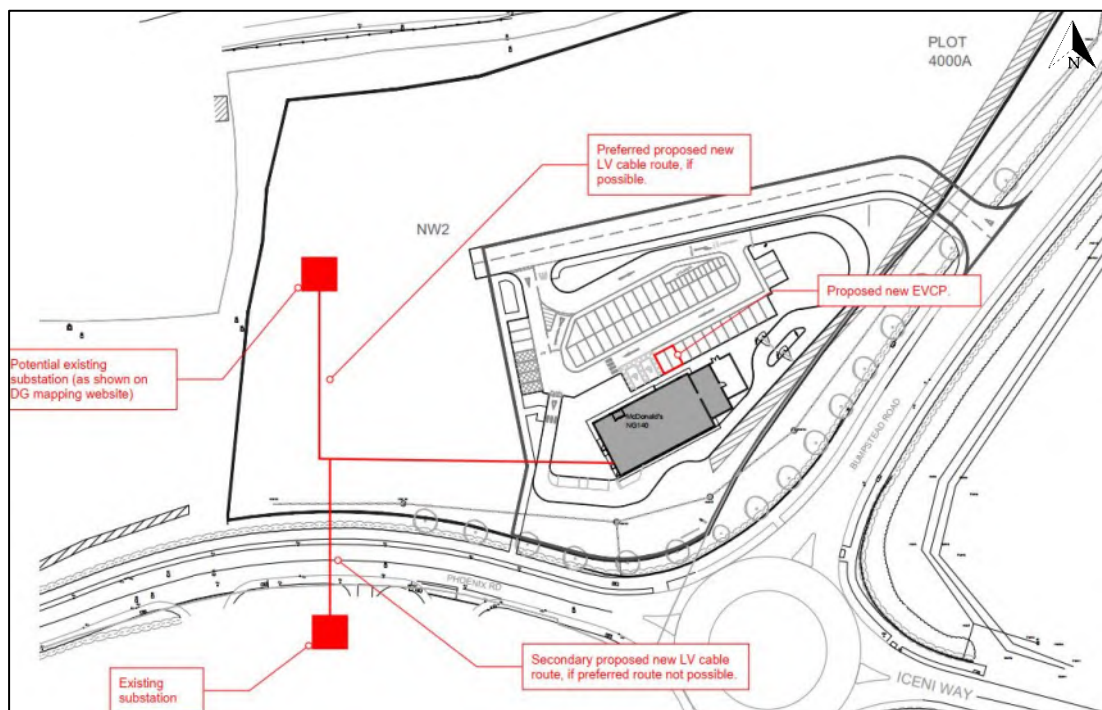 PLOT
4000A
N
Preferred proposed new
LV cable route, if
possible.
NW2
Proposed new EVCP.
Potential existing
substation (as shown on
DG mapping website)
McDonald's
NG140
BUMPSTEAD ROAD
PHOENIX RD
Existing
substation
Secondary proposed new LV cable
route, if preferred route not possible.
ICENI WAY